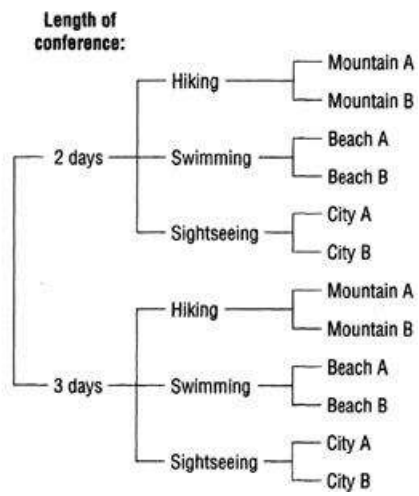 Length of
conference:
Mountain A
Hiking
Mountain B
Beach A
2 days
Swimming
Beach B
City A
Sightseeing
City B
Mountain A
Hiking
Mountain B
Beach A
3 days
Swimming
Beach B
City A
Sightseeing
City B